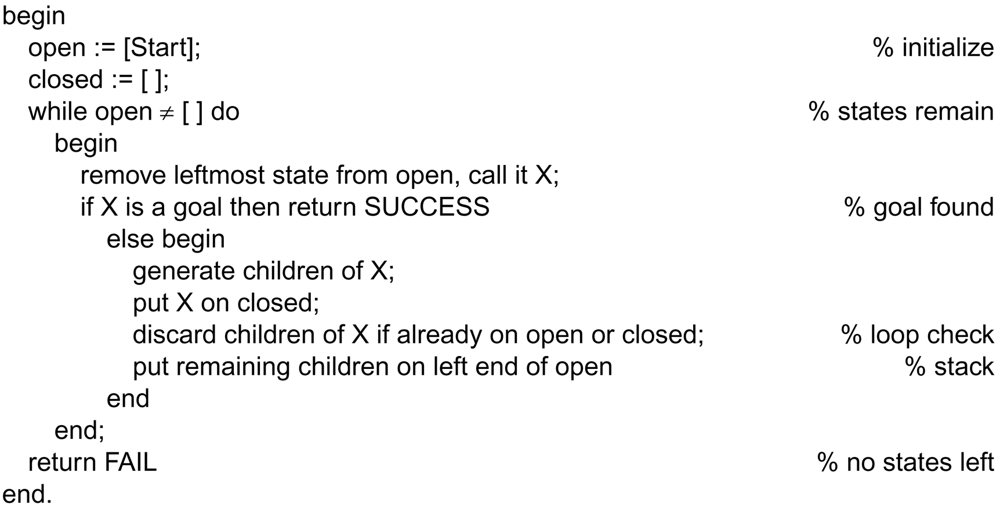 begin
open := [Start]; % initialize
closed := [ ];
while open ≠ [ ] do % states remain
begin
remove leftmost state from open, call it X;
if X is a goal then return SUCCESS % goal found
else begin
generate children of X;
put X on closed;
discard children of X if already on open or closed; % loop check
put remaining children on left end of open % stack
end
end;
return FAIL % no states left
end.